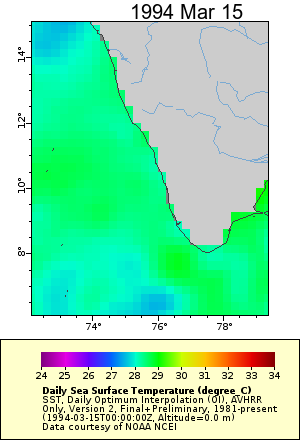 1994 Mar 15
14°
12°
10°
8°
74°
76°
78°
24 25 26 27 28 29 30 31 32 33 34
Daily Sea Surface Temperature (degree_C)
SST, Daily Optimum Interpolation (OI), AVHRR
Only, Version 2, Final+Preliminary, 1981-present
(1994-03-15T00:00:00Z, Altitude=0.0 m)
Data courtesy of NOAA NCEI